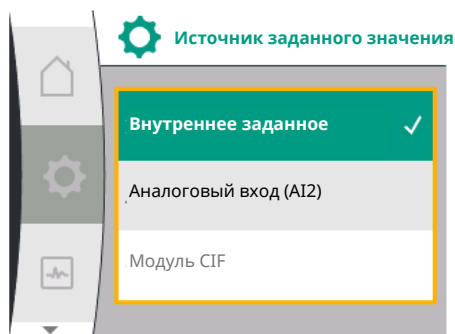 Источник заданного значения
Внутреннее заданное
Аналоговый вход (AI2)
Модуль CIF